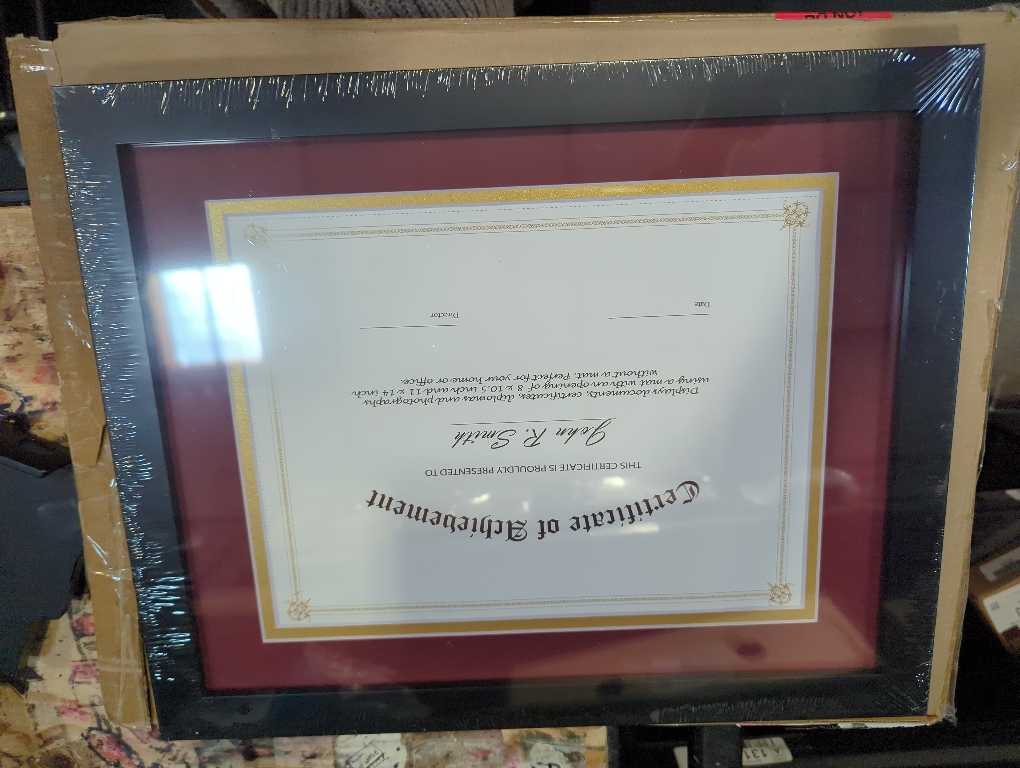 Certificate of Achievement
THIS CERTIFICATE IS PROUDLY PRESENTED TO
John R. Smith
Displays documents, certificates, diplomas and photographs
using a mat with an opening of 8 x 10.5 inch and 11 x 14 inch
without a mat. Perfect for your home or office.
Date
Director
131